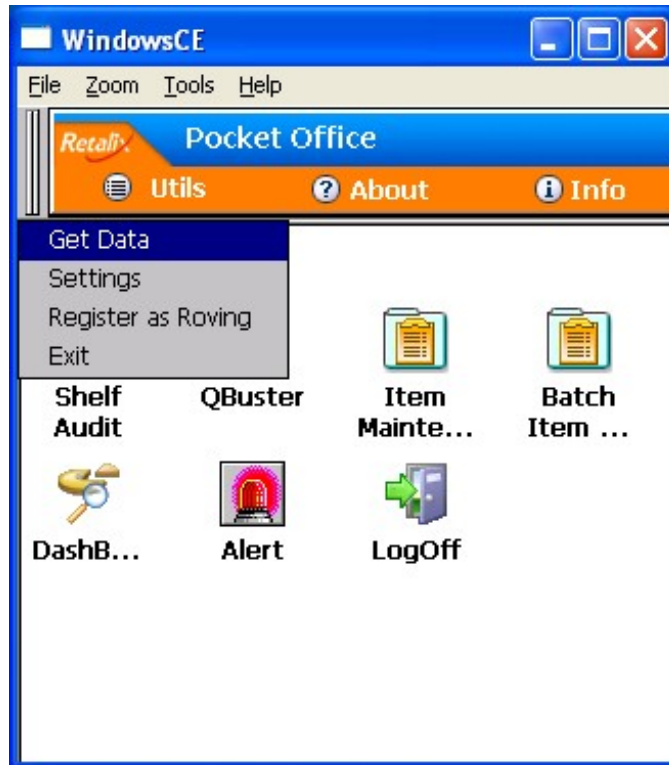 WindowsCE
File Zoom Tools Help
Retalix Pocket Office
Utils About Info
Get Data
Settings
Register as Roving
Exit
Shelf Audit
QBuster
Item Mainte...
Batch Item ...
DashB...
Alert
LogOff